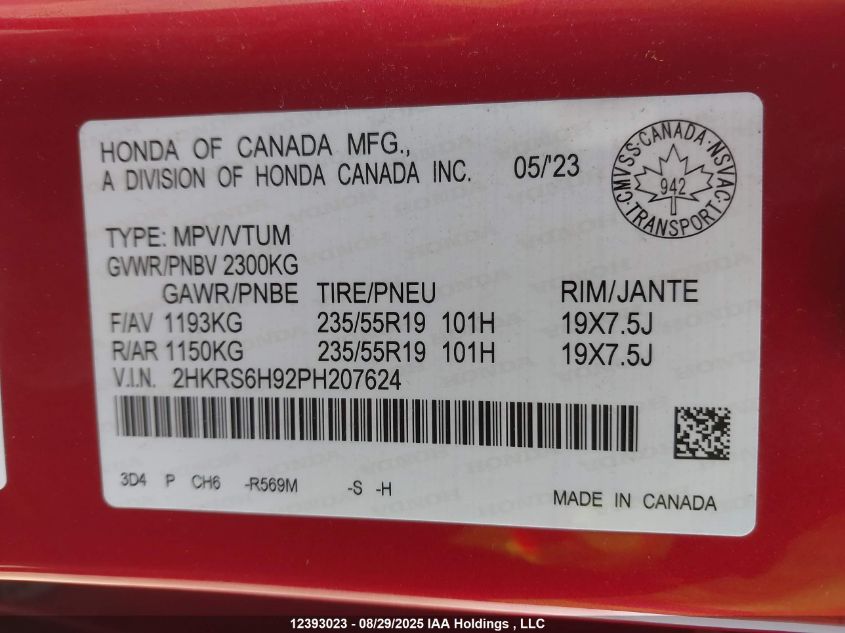 HONDA OF CANADA MFG.,
A DIVISION OF HONDA CANADA INC. 05/'23
CMVSS · CANADA · NSVAC · TRANSPORT ·
942
TYPE: MPV/VTUM
GVWR/PNBV 2300KG
GAWR/PNBE TIRE/PNEU RIM/JANTE
F/AV 1193KG 235/55R19 101H 19X7.5J
R/AR 1150KG 235/55R19 101H 19X7.5J
V.I.N. 2HKRS6H92PH207624
3D4 P CH6 -R569M -S -H
MADE IN CANADA
12393023 - 08/29/2025 IAA Holdings , LLC